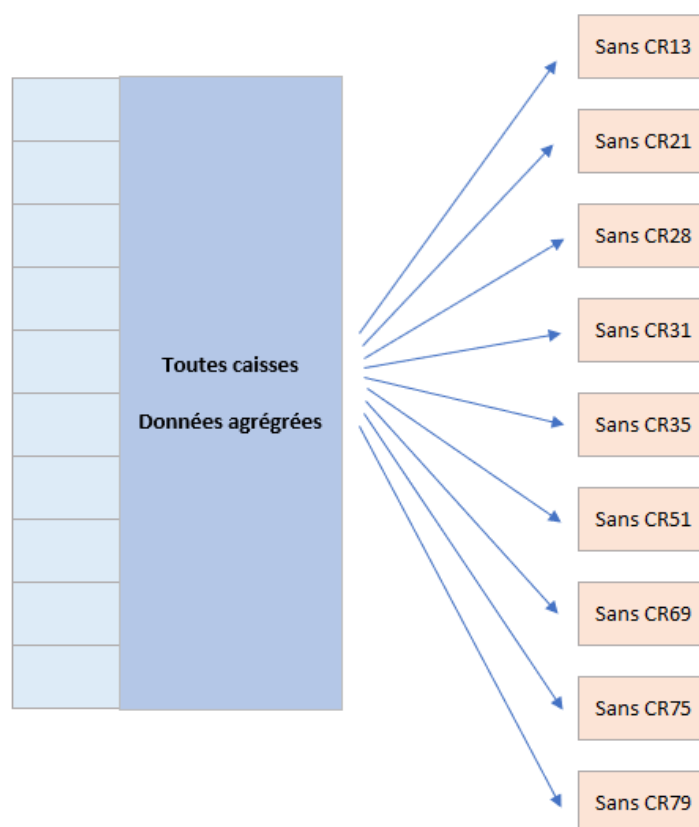 Sans CR13
Sans CR21
Sans CR28
Sans CR31
Toutes caisses
Données agrégrées
Sans CR35
Sans CR51
Sans CR69
Sans CR75
Sans CR79